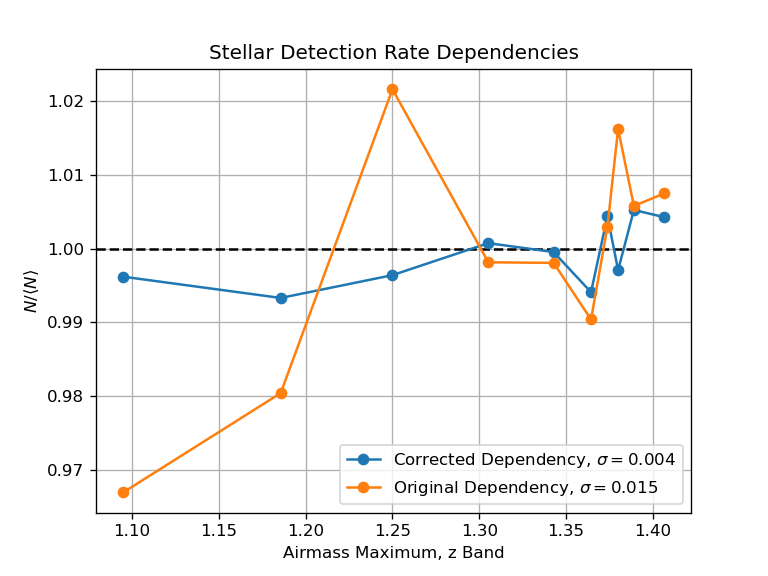 Stellar Detection Rate Dependencies
1.02
1.01
1.00
0.99
0.98
0.97
N/⟨N⟩
Corrected Dependency, σ = 0.004
Original Dependency, σ = 0.015
1.10 1.15 1.20 1.25 1.30 1.35 1.40
Airmass Maximum, z Band